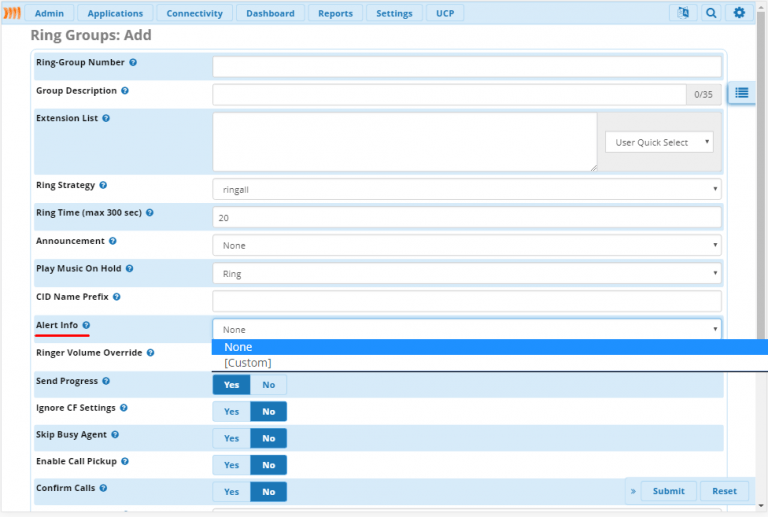 Admin Applications Connectivity Dashboard Reports Settings UCP
Ring Groups: Add
Ring-Group Number
Group Description 0/35
Extension List User Quick Select
Ring Strategy ringall
Ring Time (max 300 sec) 20
Announcement None
Play Music On Hold Ring
CID Name Prefix
Alert Info None
None
Ringer Volume Override
[Custom]
Send Progress Yes No
Ignore CF Settings Yes No
Skip Busy Agent Yes No
Enable Call Pickup Yes No
Confirm Calls Yes No
» Submit Reset